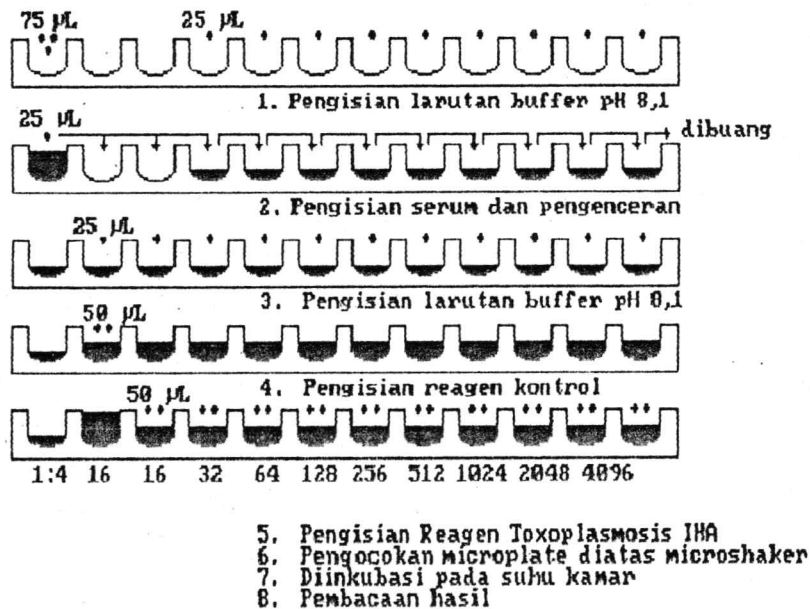 75 µL 25 µL
1. Pengisian larutan buffer pH 8,1
25 µL
dibuang
2. Pengisian serum dan pengenceran
25 µL
3. Pengisian larutan buffer pH 8,1
50 µL
4. Pengisian reagen kontrol
50 µL
1:4 16 16 32 64 128 256 512 1024 2048 4096
5. Pengisian Reagen Toxoplasmosis IHA
6. Pengocokan microplate diatas microshaker
7. Diinkubasi pada suhu kamar
8. Pembacaan hasil